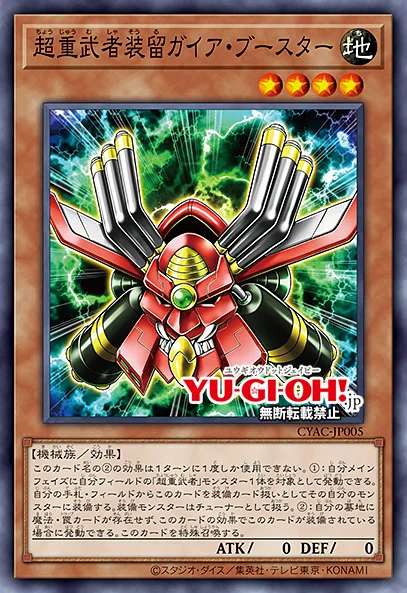 超重武者装留ガイア・ブースター
地
ユウギオウドットジェイピー
YU-GI-OH!.jp
無断転載禁止
CYAC-JP005
【機械族/効果】
このカード名の②の効果は1ターンに1度しか使用できない。①:自分メイン
フェイズに自分フィールドの「超重武者」モンスター1体を対象として発動できる。
自分の手札・フィールドからこのカードを装備カード扱いとしてその自分のモン
スターに装備する。装備モンスターはチューナーとして扱う。②:自分の墓地に
魔法・罠カードが存在せず、このカードの効果でこのカードが装備されている
場合に発動できる。このカードを特殊召喚する。
ATK/ 0 DEF/ 0
©スタジオ・ダイス/集英社・テレビ東京・KONAMI